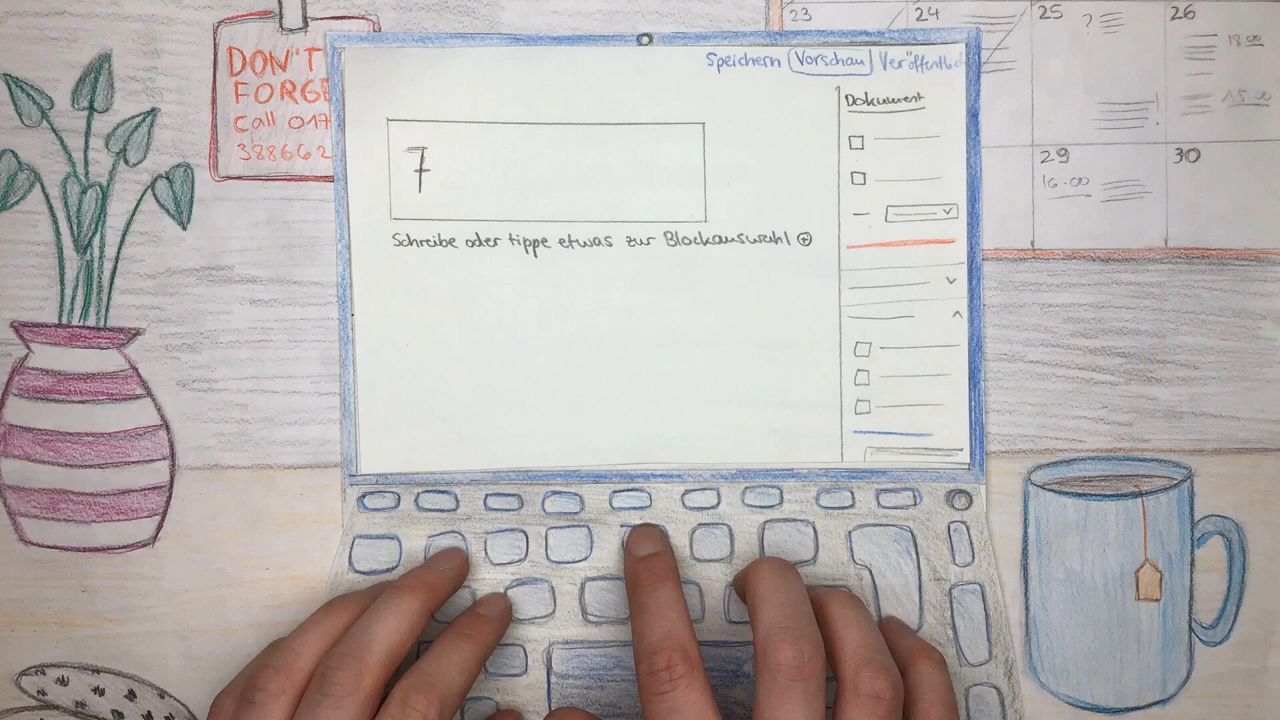 DON'T
FORGE
Call 017
388662
Speichern Vorschau Veröffentlic
Dokument
7
Schreibe oder tippe etwas zur Blockauswahl
23
24
25
?
26
18 00
15 00
29
16-00
30